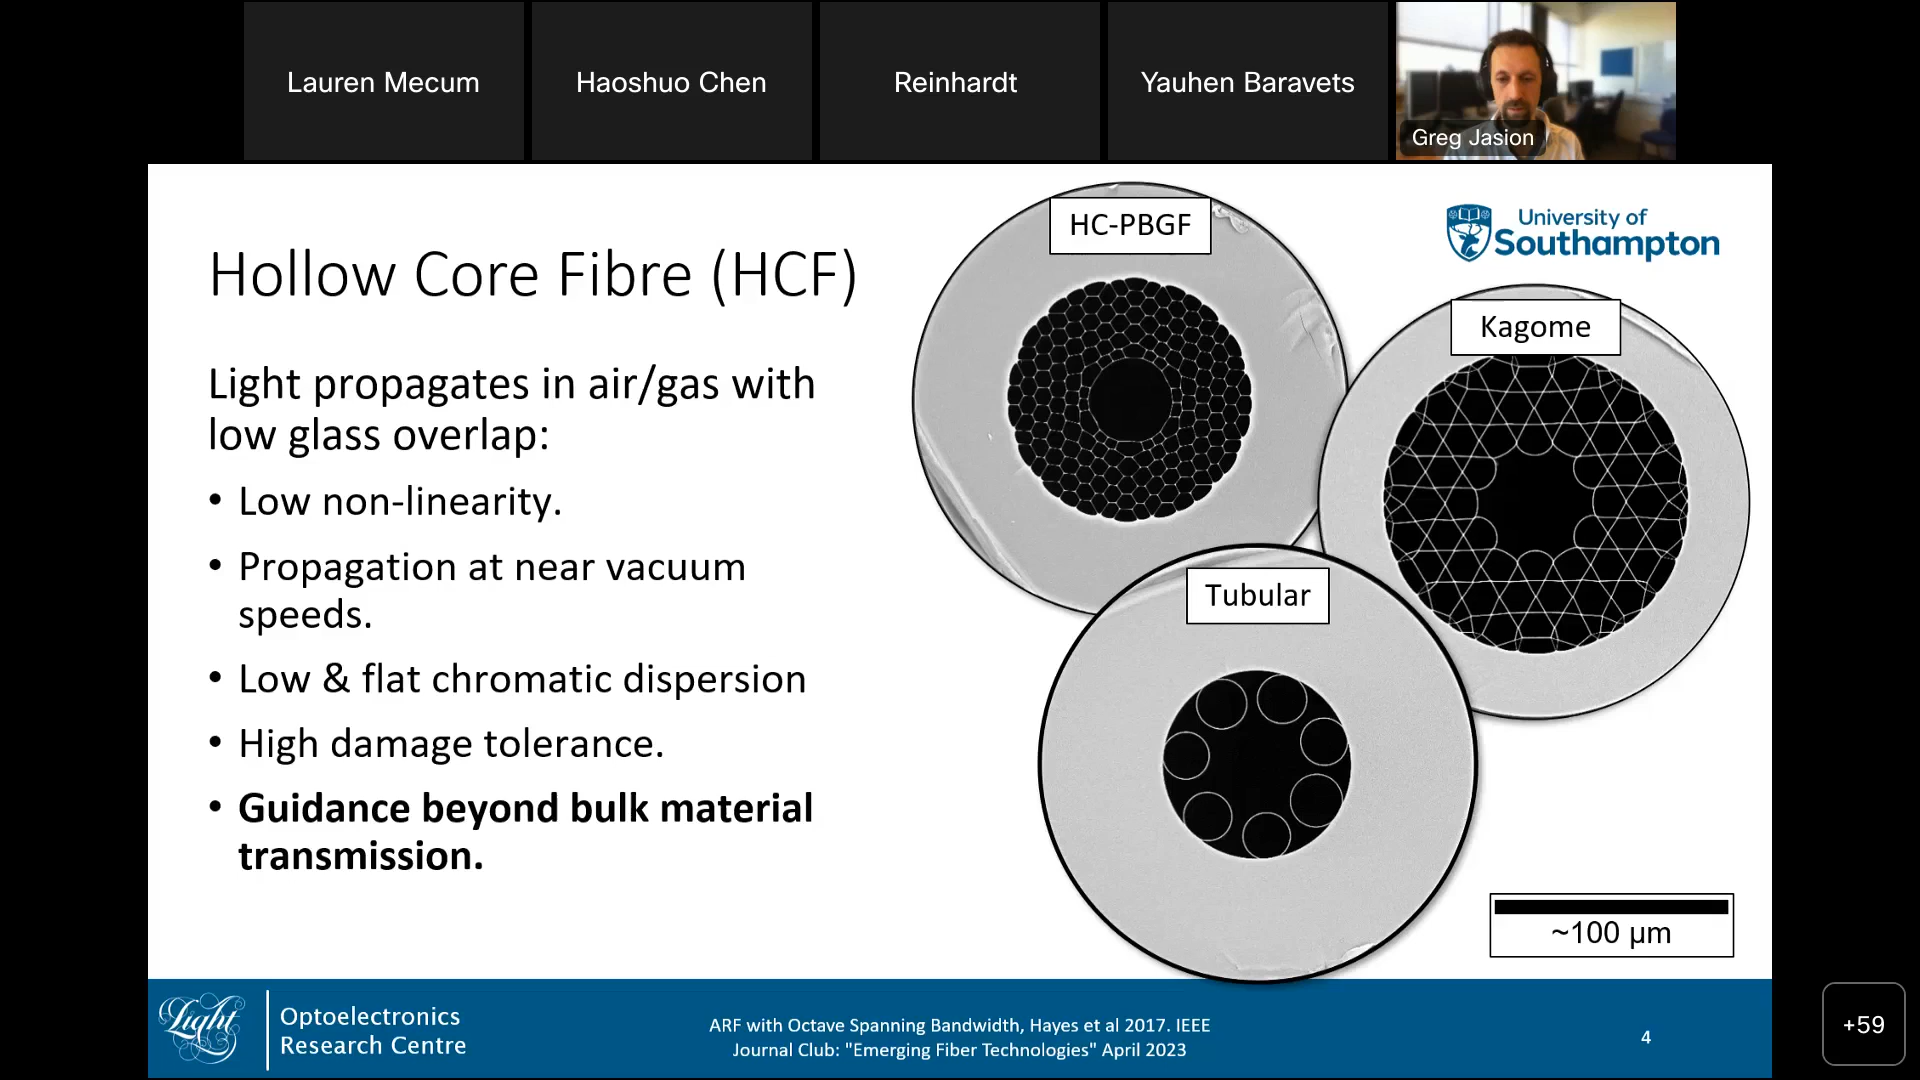 Lauren Mecum
Haoshuo Chen
Reinhardt
Yauhen Baravets
Greg Jasion
HC-PBGF
University of
Southampton
Hollow Core Fibre (HCF)
Kagome
Light propagates in air/gas with
low glass overlap:
• Low non-linearity.
• Propagation at near vacuum
speeds.
Tubular
• Low & flat chromatic dispersion
• High damage tolerance.
• Guidance beyond bulk material
transmission.
~100 µm
Light
Optoelectronics
Research Centre
ARF with Octave Spanning Bandwidth, Hayes et al 2017. IEEE
Journal Club: "Emerging Fiber Technologies" April 2023
4
+59